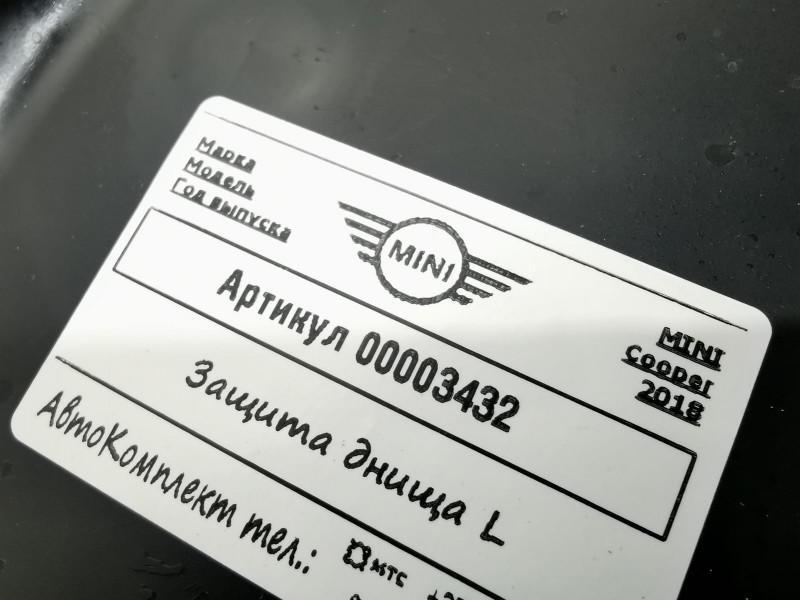 Марка
Модель
Год выпуска
MINI
MINI
Cooper
2018
Артикул 00003432
Защита днища L
АвтоКомплект тел.:
мтс